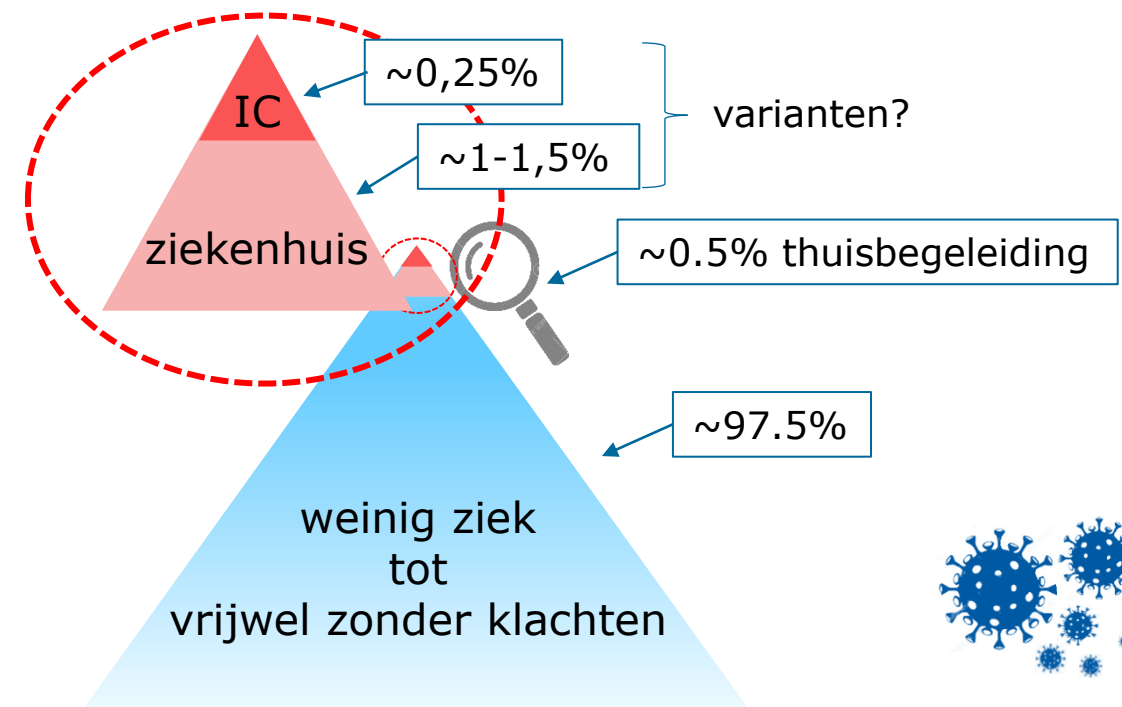 ~0,25%
IC
varianten?
~1-1,5%
ziekenhuis
~0.5% thuisbegeleiding
~97.5%
weinig ziek
tot
vrijwel zonder klachten